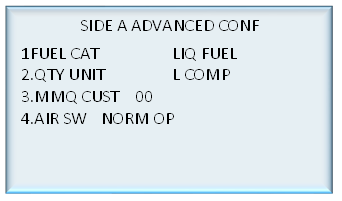 SIDE A ADVANCED CONF
1FUEL CAT LIQ FUEL
2.QTY UNIT L COMP
3.MMQ CUST 00
4.AIR SW NORM OP